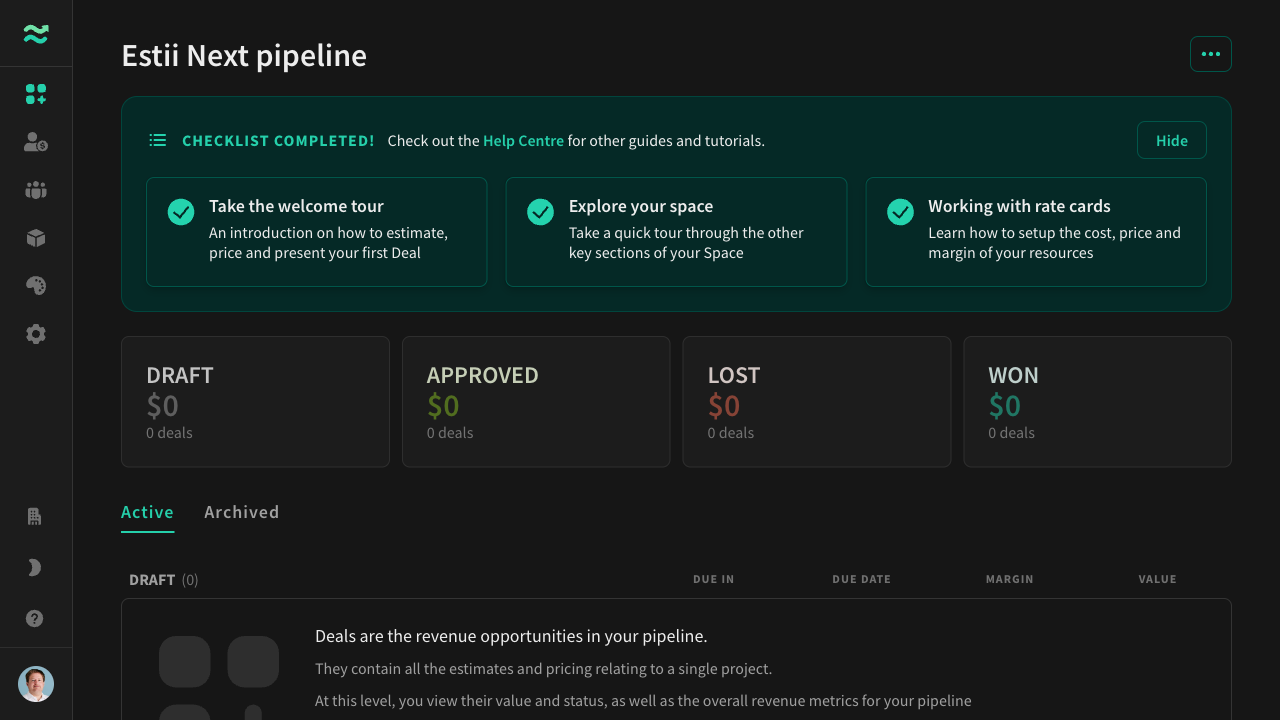 Estii Next pipeline
CHECKLIST COMPLETED! Check out the Help Centre for other guides and tutorials.
Hide
Take the welcome tour
An introduction on how to estimate,
price and present your first Deal
Explore your space
Take a quick tour through the other
key sections of your Space
Working with rate cards
Learn how to setup the cost, price and
margin of your resources
DRAFT
$0
0 deals
APPROVED
$0
0 deals
LOST
$0
0 deals
WON
$0
0 deals
Active Archived
DRAFT (0) DUE IN DUE DATE MARGIN VALUE
Deals are the revenue opportunities in your pipeline.
They contain all the estimates and pricing relating to a single project.
At this level, you view their value and status, as well as the overall revenue metrics for your pipeline